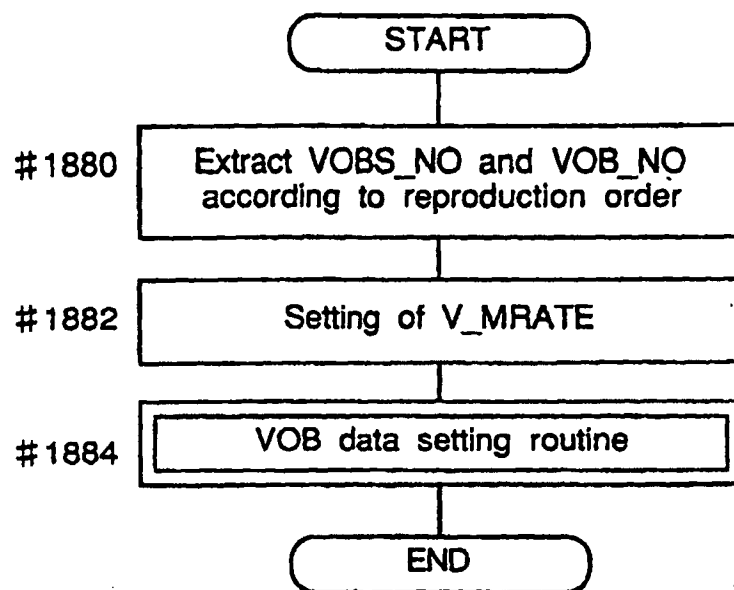 START
#1880
Extract VOBS_NO and VOB_NO
according to reproduction order
#1882
Setting of V_MRATE
#1884
VOB data setting routine
END